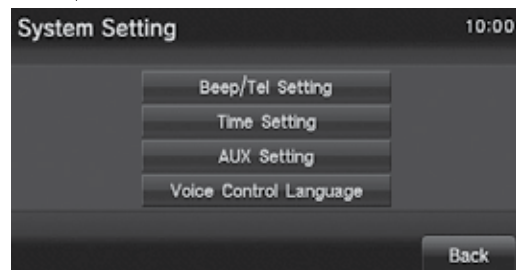 System Setting 10:00
Beep/Tel Setting
Time Setting
AUX Setting
Voice Control Language
Back